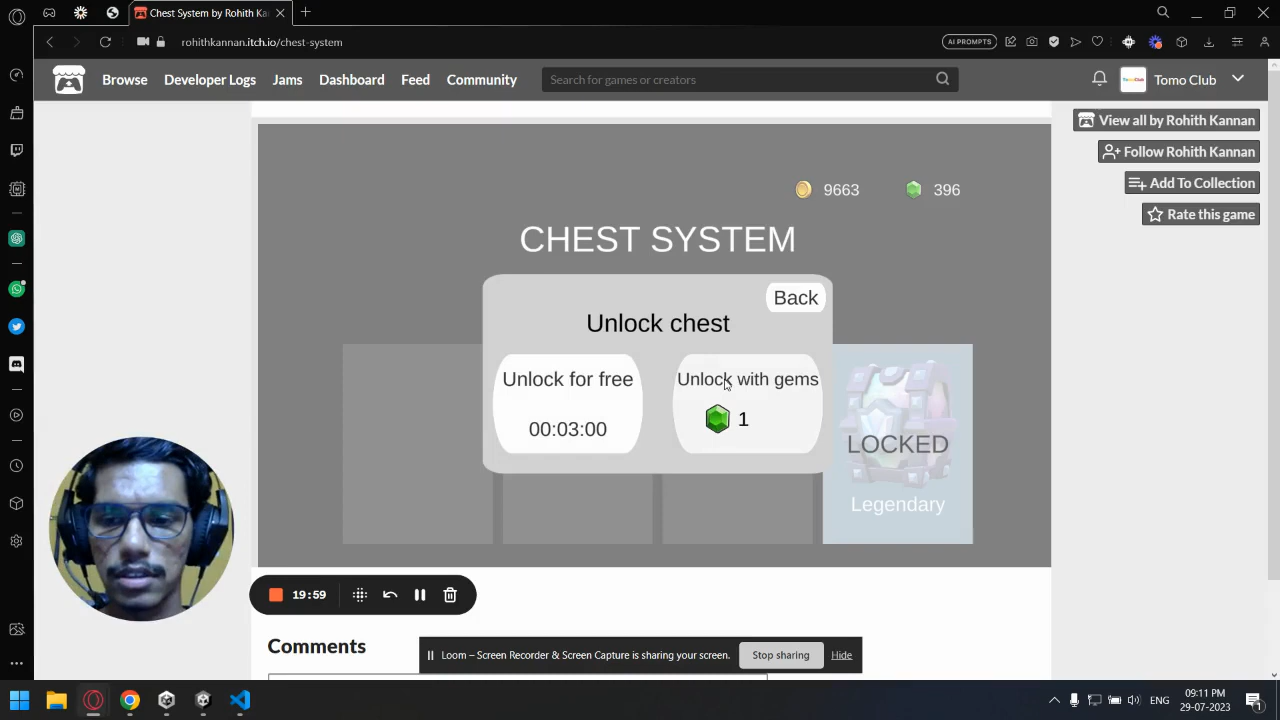 Chest System by Rohith Kan
rohithkannan.itch.io/chest-system
AI PROMPTS
Browse
Developer Logs
Jams
Dashboard
Feed
Community
Search for games or creators
TomoClub
Tomo Club
View all by Rohith Kannan
Follow Rohith Kannan
Add To Collection
Rate this game
9663
396
CHEST SYSTEM
Back
Unlock chest
Unlock for free
00:03:00
Unlock with gems
1
LOCKED
Legendary
19:59
Comments
Loom – Screen Recorder & Screen Capture is sharing your screen.
Stop sharing
Hide
ENG
09:11 PM
29-07-2023
1